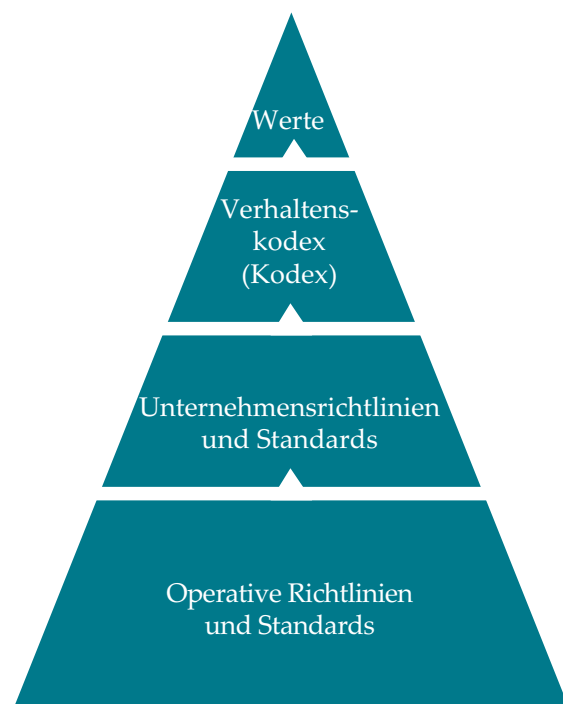 Werte
Verhaltens-
kodex
(Kodex)
Unternehmensrichtlinien
und Standards
Operative Richtlinien
und Standards